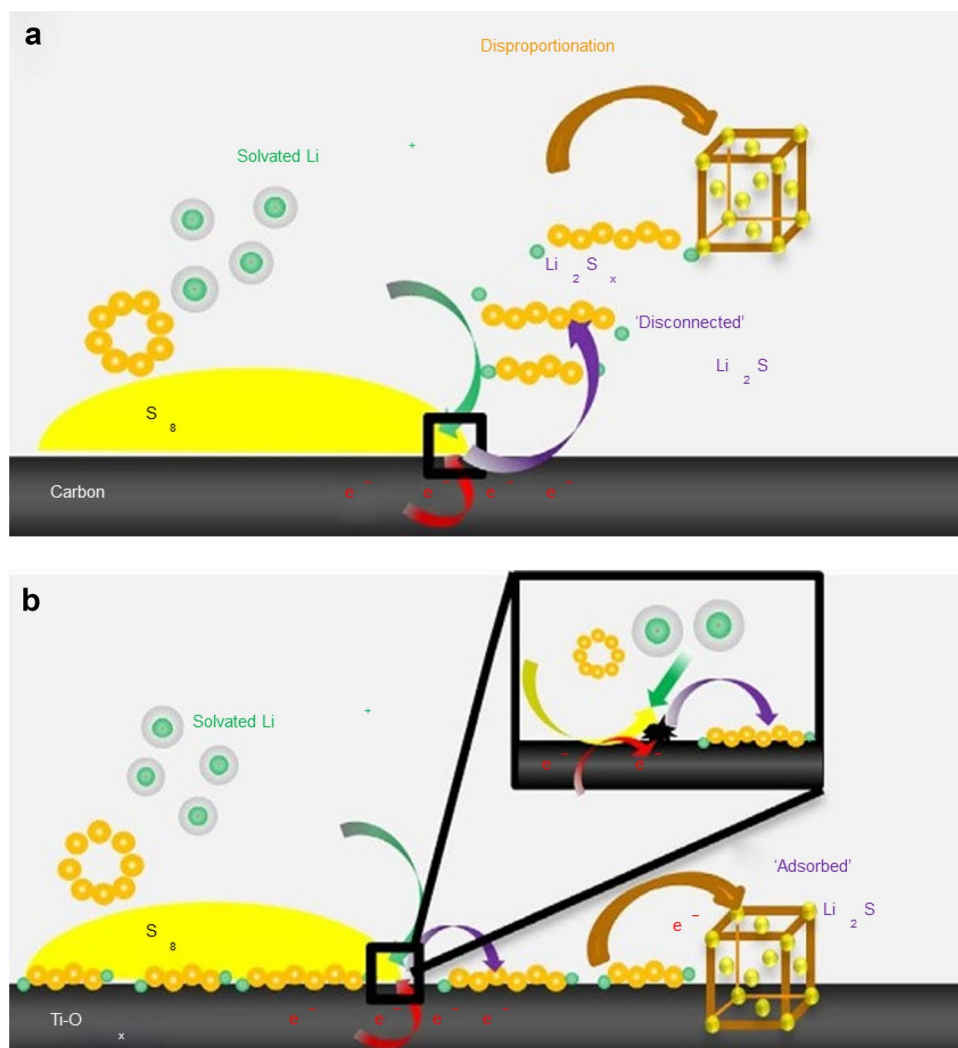 a
Disproportionation
Solvated Li +
Li 2 S x
'Disconnected'
Li 2 S
S 8
Carbon
e − e − e − e −
b
e − e −
Solvated Li +
'Adsorbed'
Li 2 S
e −
S 8
Ti-O x
e − e − e − e −